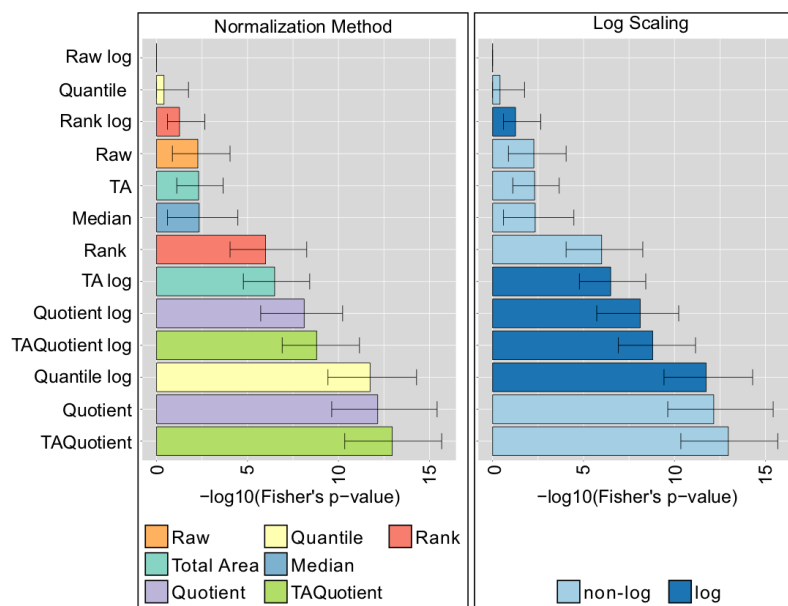 Normalization Method
Log Scaling
Raw log
Quantile
Rank log
Raw
TA
Median
Rank
TA log
Quotient log
TAQuotient log
Quantile log
Quotient
TAQuotient
0 5 10 15
0 5 10 15
−log10(Fisher's p−value)
−log10(Fisher's p−value)
Raw Quantile Rank
Total Area Median
Quotient TAQuotient
non-log log